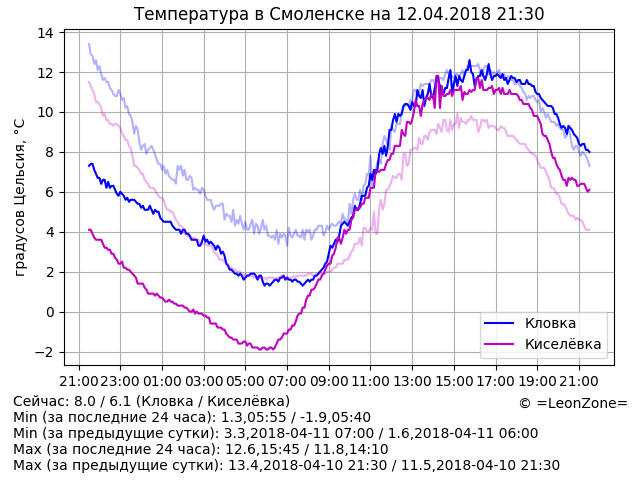 Температура в Смоленске на 12.04.2018 21:30
градусов Цельсия, °C
14
12
10
8
6
4
2
0
−2
21:00 23:00 01:00 03:00 05:00 07:00 09:00 11:00 13:00 15:00 17:00 19:00 21:00
Кловка
Киселёвка
Сейчас: 8.0 / 6.1 (Кловка / Киселёвка)
© =LeonZone=
Min (за последние 24 часа): 1.3,05:55 / -1.9,05:40
Min (за предыдущие сутки): 3.3,2018-04-11 07:00 / 1.6,2018-04-11 06:00
Max (за последние 24 часа): 12.6,15:45 / 11.8,14:10
Max (за предыдущие сутки): 13.4,2018-04-10 21:30 / 11.5,2018-04-10 21:30